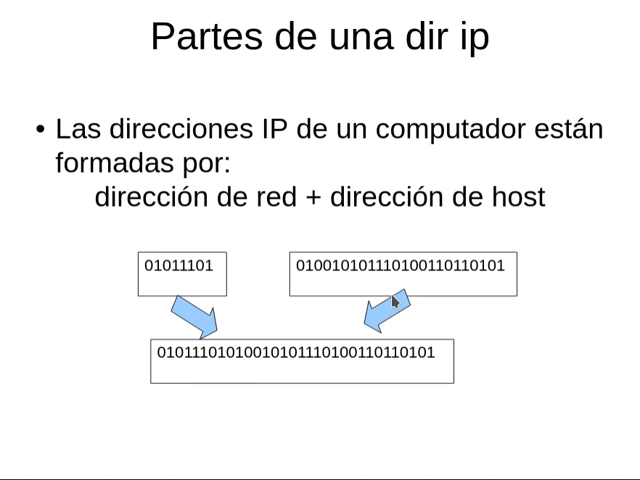 Partes de una dir ip
• Las direcciones IP de un computador están
formadas por:
dirección de red + dirección de host
01011101
010010101110100110110101
01011101010010101110100110110101